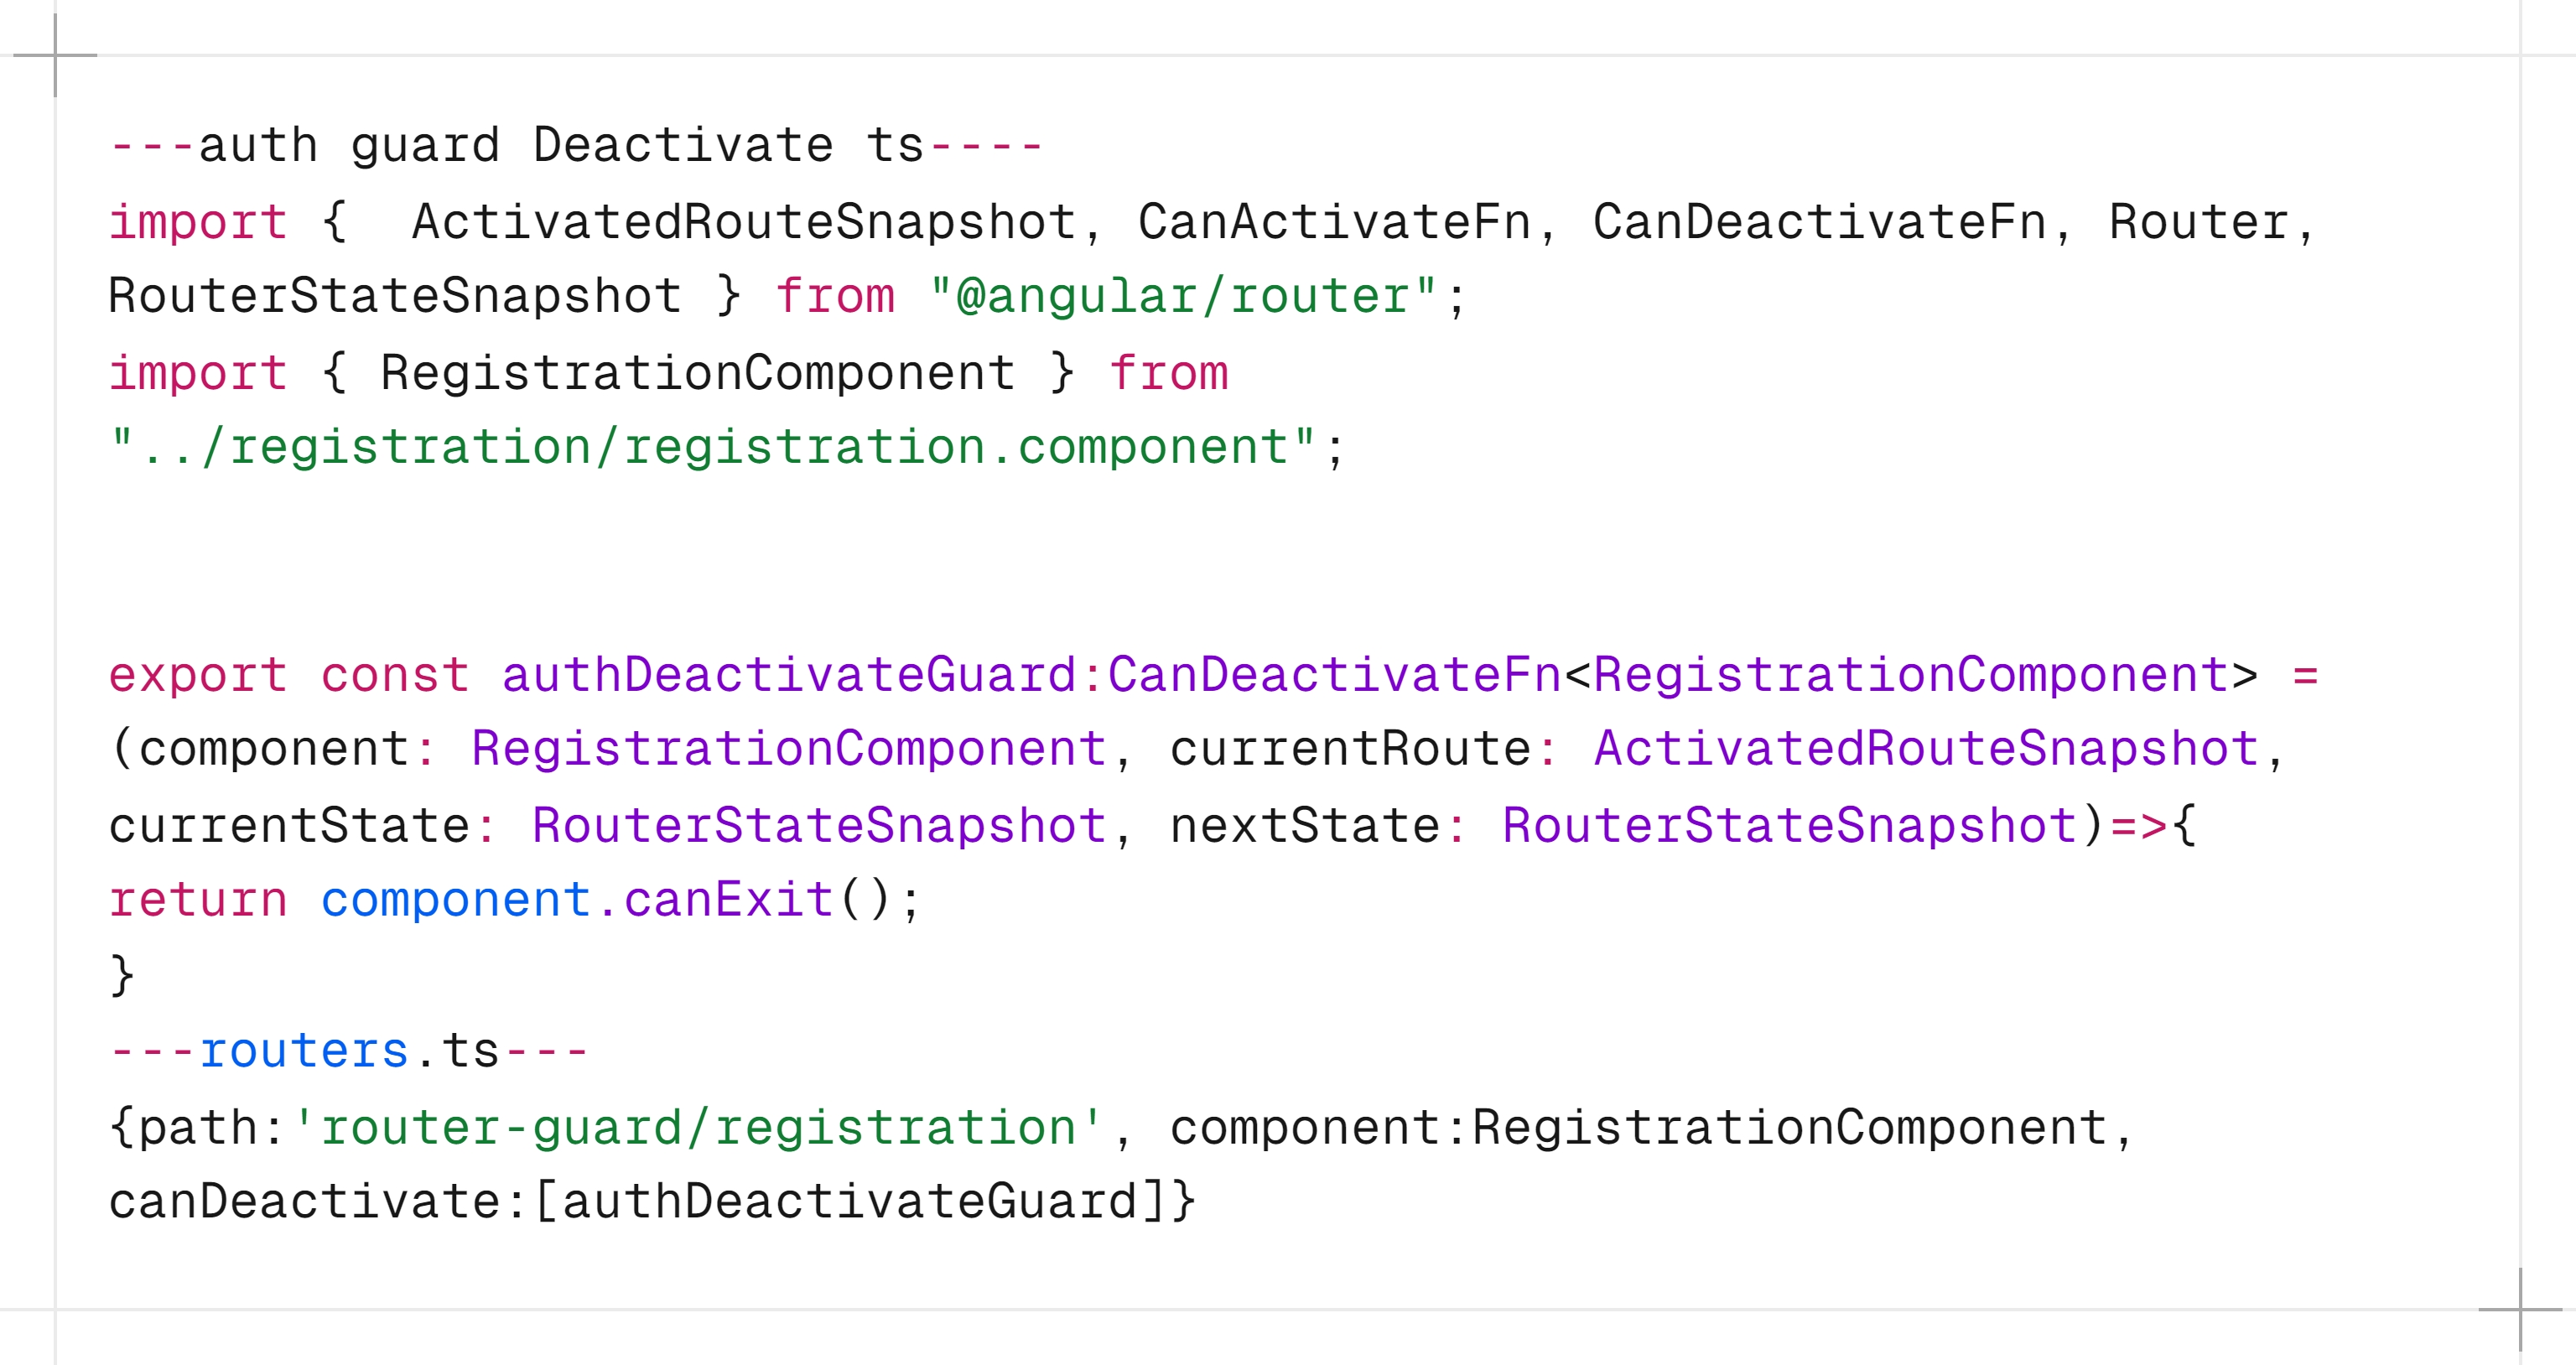 ---auth guard Deactivate ts----
import {  ActivatedRouteSnapshot, CanActivateFn, CanDeactivateFn, Router,
RouterStateSnapshot } from "@angular/router";
import { RegistrationComponent } from
"../registration/registration.component";
export const authDeactivateGuard:CanDeactivateFn<RegistrationComponent> =
(component: RegistrationComponent, currentRoute: ActivatedRouteSnapshot,
currentState: RouterStateSnapshot, nextState: RouterStateSnapshot)=>{
return component.canExit();
}
---routers.ts---
{path:'router-guard/registration', component:RegistrationComponent,
canDeactivate:[authDeactivateGuard]}